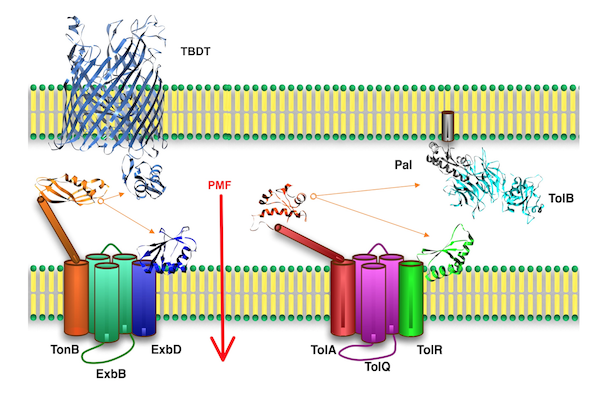 TBDT
Pal
PMF
TolB
TonB
ExbD
TolA
TolR
TolQ
ExbB